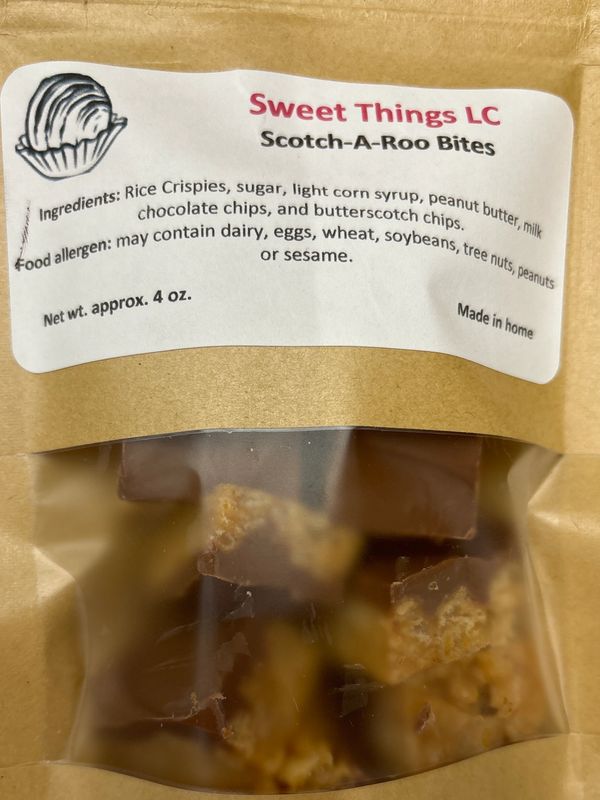 Sweet Things LC
Scotch-A-Roo Bites
Ingredients: Rice Crispies, sugar, light corn syrup, peanut butter, milk
chocolate chips, and butterscotch chips.
Food allergen: may contain dairy, eggs, wheat, soybeans, tree nuts, peanuts
or sesame.
Net wt. approx. 4 oz.
Made in home